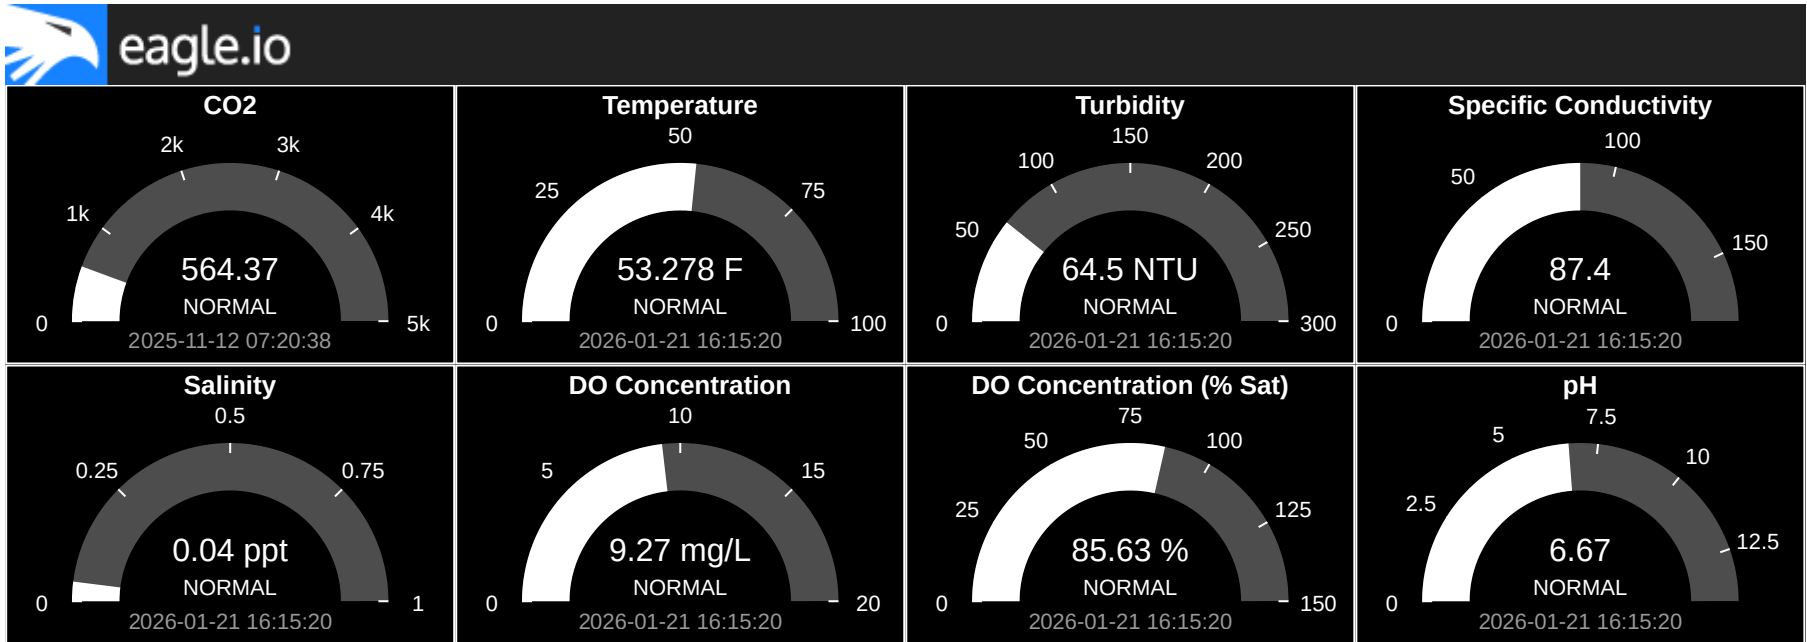 eagle.io
CO2
0
1k
2k
3k
4k
5k
564.37
NORMAL
2025-11-12 07:20:38
Temperature
0
25
50
75
100
53.278 F
NORMAL
2026-01-21 16:15:20
Turbidity
0
50
100
150
200
250
300
64.5 NTU
NORMAL
2026-01-21 16:15:20
Specific Conductivity
0
50
100
150
87.4
NORMAL
2026-01-21 16:15:20
Salinity
0
0.25
0.5
0.75
1
0.04 ppt
NORMAL
2026-01-21 16:15:20
DO Concentration
0
5
10
15
20
9.27 mg/L
NORMAL
2026-01-21 16:15:20
DO Concentration (% Sat)
0
25
50
75
100
125
150
85.63 %
NORMAL
2026-01-21 16:15:20
pH
0
2.5
5
7.5
10
12.5
6.67
NORMAL
2026-01-21 16:15:20